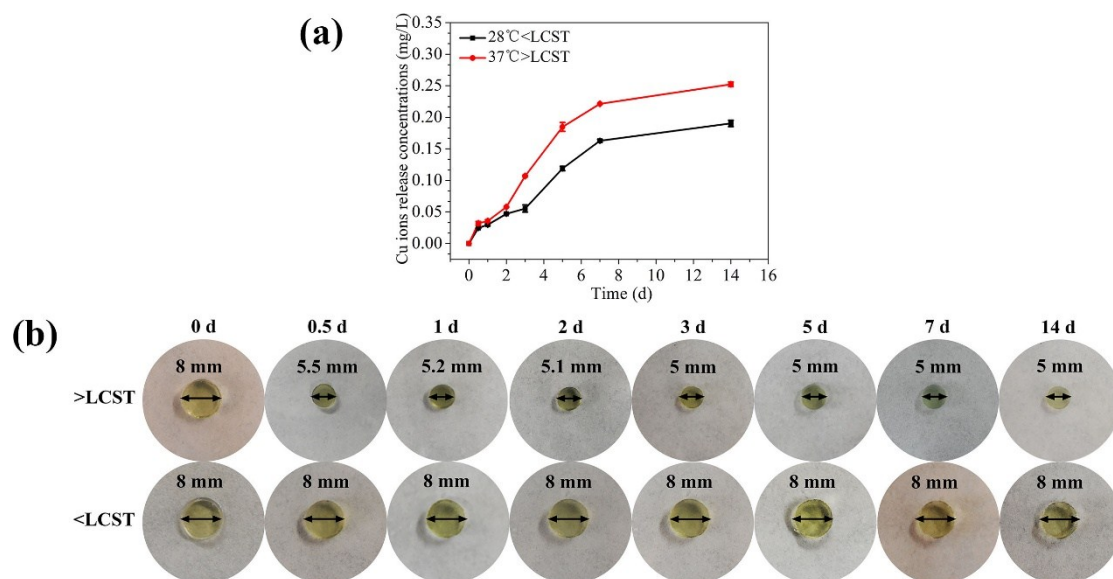 (a)
Cu ions release concentrations (mg/L)
0.35
0.30
0.25
0.20
0.15
0.10
0.05
0.00
28℃<LCST
37℃>LCST
0 2 4 6 8 10 12 14 16
Time (d)
(b)
0 d 0.5 d 1 d 2 d 3 d 5 d 7 d 14 d
>LCST
8 mm 5.5 mm 5.2 mm 5.1 mm 5 mm 5 mm 5 mm 5 mm
<LCST
8 mm 8 mm 8 mm 8 mm 8 mm 8 mm 8 mm 8 mm